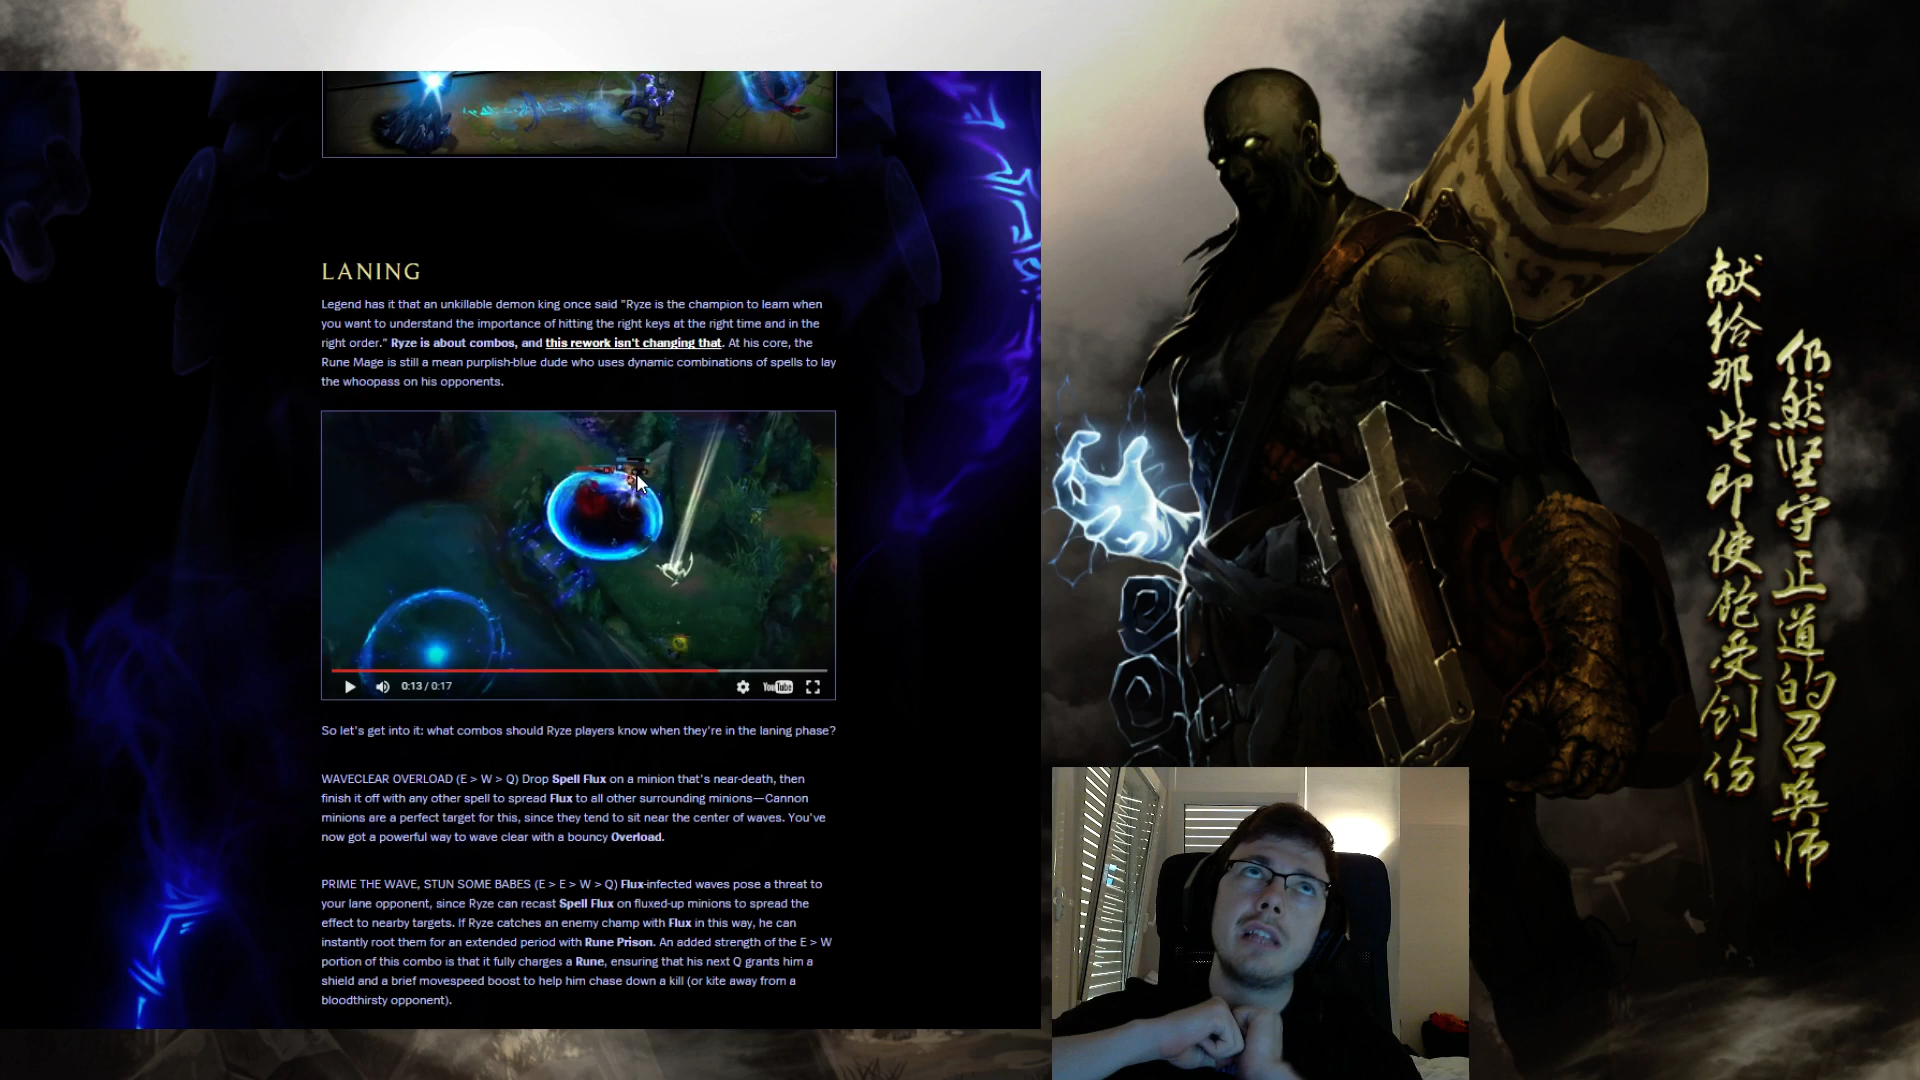 LANING
Legend has it that an unkillable demon king once said "Ryze is the champion to learn when
you want to understand the importance of hitting the right keys at the right time and in the
right order." Ryze is about combos, and this rework isn't changing that. At his core, the
Rune Mage is still a mean purplish-blue dude who uses dynamic combinations of spells to lay
the whoopass on his opponents.
0:13 / 0:17
YouTube
So let's get into it: what combos should Ryze players know when they're in the laning phase?
WAVECLEAR OVERLOAD (E > W > Q) Drop Spell Flux on a minion that's near-death, then
finish it off with any other spell to spread Flux to all other surrounding minions—Cannon
minions are a perfect target for this, since they tend to sit near the center of waves. You've
now got a powerful way to wave clear with a bouncy Overload.
PRIME THE WAVE, STUN SOME BABES (E > E > W > Q) Flux-infected waves pose a threat to
your lane opponent, since Ryze can recast Spell Flux on fluxed-up minions to spread the
effect to nearby targets. If Ryze catches an enemy champ with Flux in this way, he can
instantly root them for an extended period with Rune Prison. An added strength of the E > W
portion of this combo is that it fully charges a Rune, ensuring that his next Q grants him a
shield and a brief movespeed boost to help him chase down a kill (or kite away from a
bloodthirsty opponent).
献给那些即使饱受创伤
仍然坚守正道的召唤师